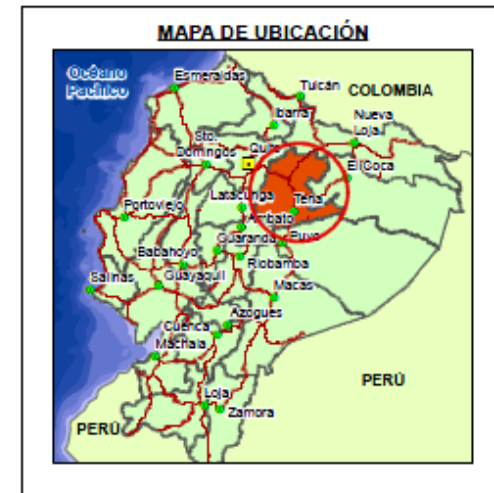 MAPA DE UBICACIÓN
Océano
Pacífico
Esmeraldas
Tulcán
COLOMBIA
Ibarra
Nueva
Loja
Sto.
Domingos
Quito
El Coca
Latacunga
Tena
Portoviejo
Ambato
Guaranda
Puyo
Babahoyo
Riobamba
Salinas
Guayaquil
Macas
Azogues
Cuenca
Machala
PERÚ
Loja
Zamora
PERÚ